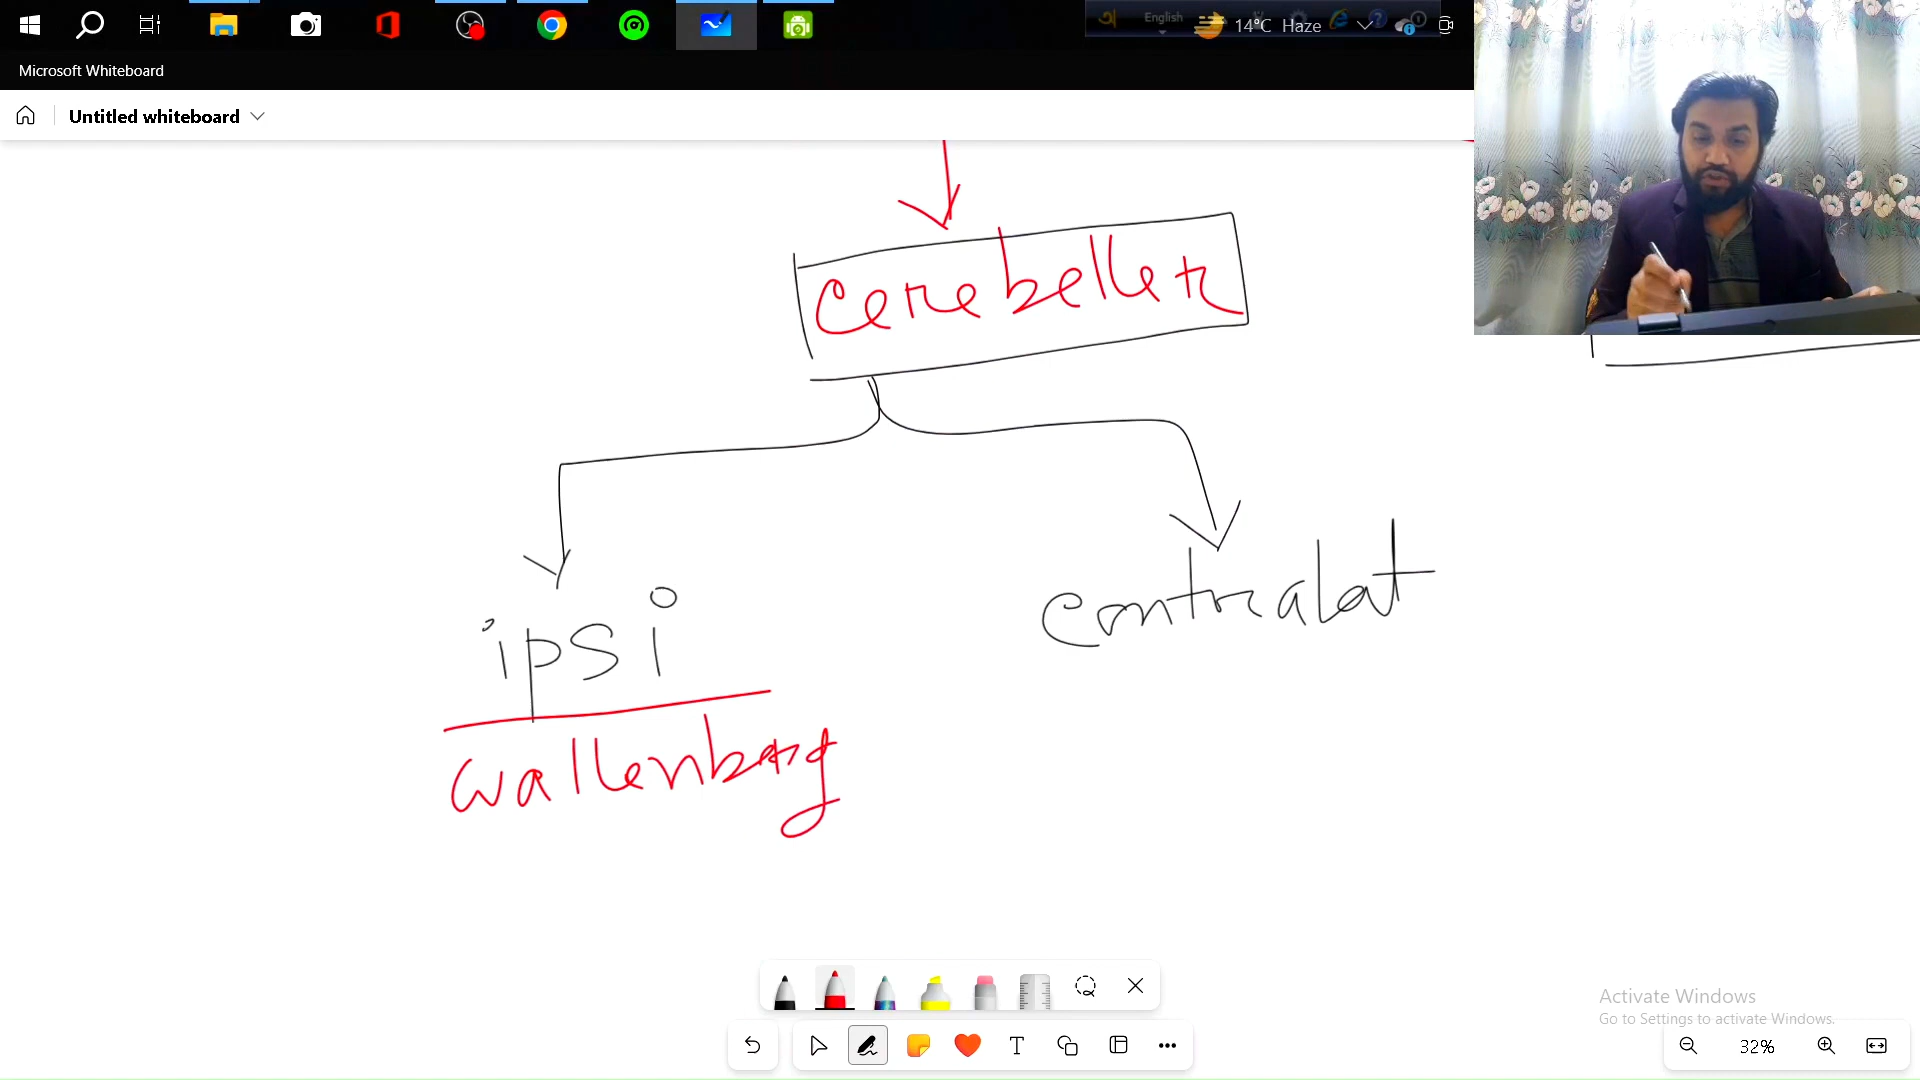 English
14°C Haze
Microsoft Whiteboard
Untitled whiteboard
Cerebeller
ipsi
contralat
wallenberg
Activate Windows
Go to Settings to activate Windows.
32%